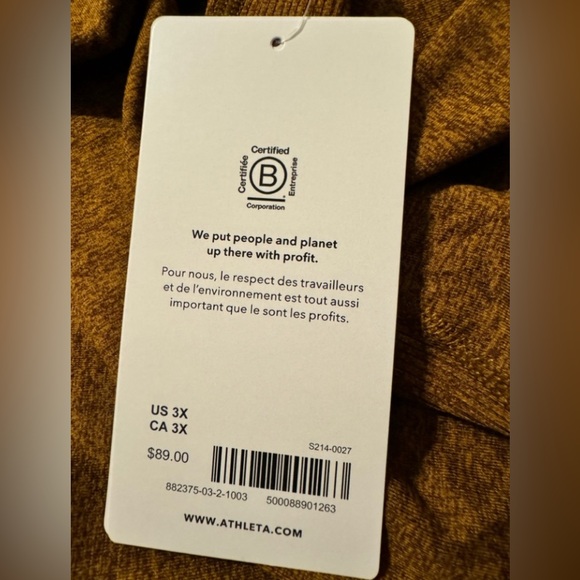 Certified
Certifiée
B
Entreprise
Corporation
We put people and planet
up there with profit.
Pour nous, le respect des travailleurs
et de l'environnement est tout aussi
important que le sont les profits.
US 3X
CA 3X
$89.00
S214-0027
882375-03-2-1003 500088901263
WWW.ATHLETA.COM